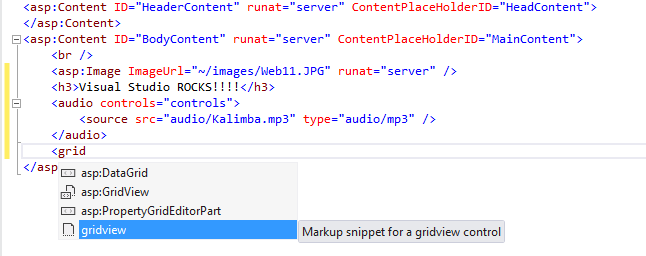 <asp:Content ID="HeaderContent" runat="server" ContentPlaceHolderID="HeadContent">
</asp:Content>
<asp:Content ID="BodyContent" runat="server" ContentPlaceHolderID="MainContent">
<br />
<asp:Image ImageUrl="~/images/Web11.JPG" runat="server" />
<h3>Visual Studio ROCKS!!!!</h3>
<audio controls="controls">
<source src="audio/Kalimba.mp3" type="audio/mp3" />
</audio>
<grid
</asp
asp:DataGrid
asp:GridView
asp:PropertyGridEditorPart
gridview Markup snippet for a gridview control